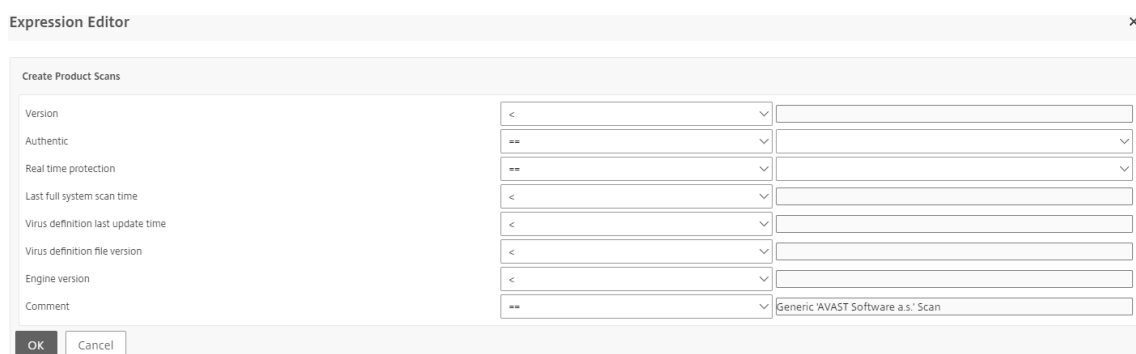 Expression Editor ×
Create Product Scans
Version <
Authentic ==
Real time protection ==
Last full system scan time <
Virus definition last update time <
Virus definition file version <
Engine version <
Comment == Generic 'AVAST Software a.s.' Scan
OK Cancel